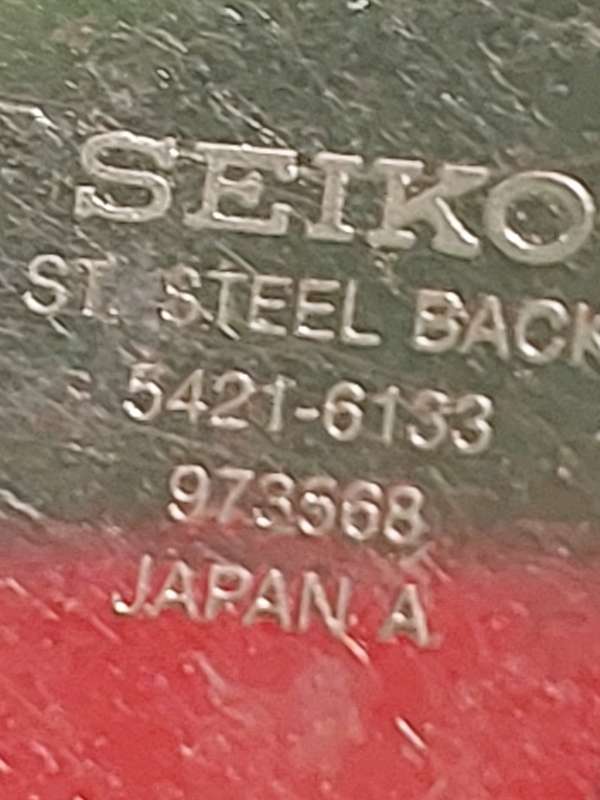 SEIKO
ST. STEEL BACK
5421-6133
973568
JAPAN A